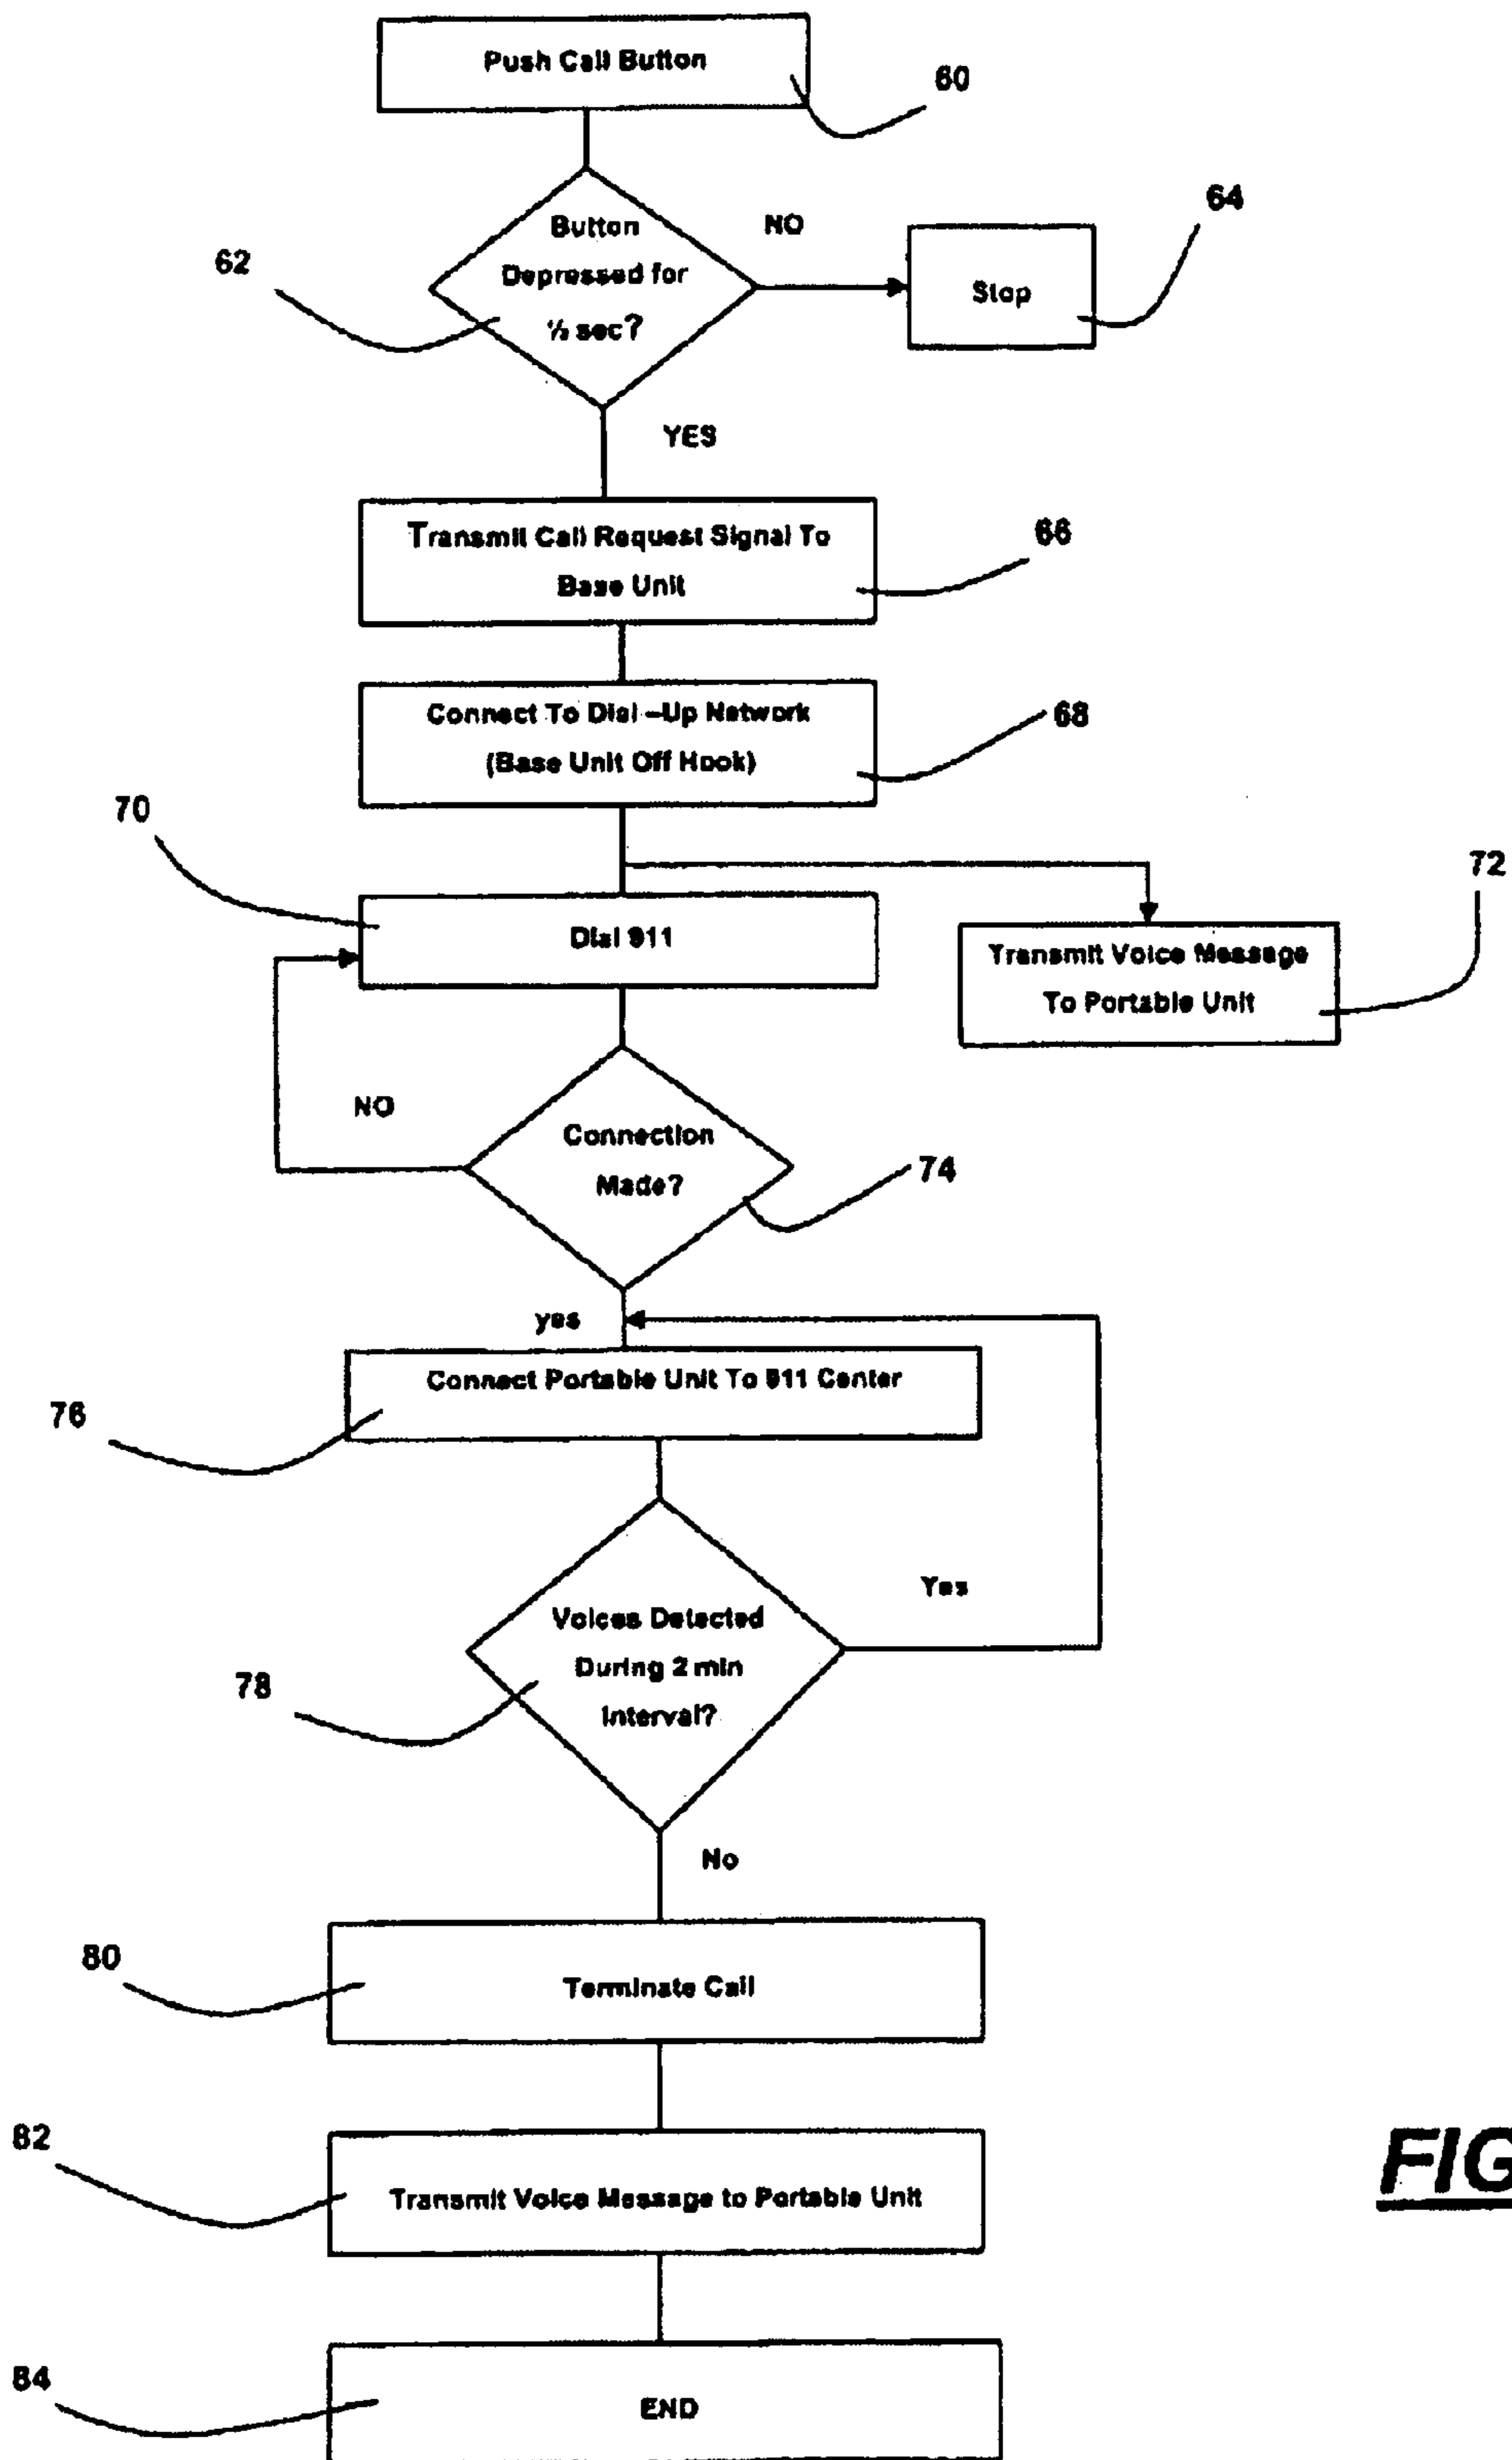 Push Call Button
60
Button
Depressed for
½ sec?
62
NO
64
Stop
YES
Transmit Call Request Signal To
Base Unit
66
Connect To Dial –Up Network
(Base Unit Off Hook)
68
70
Dial 911
72
Transmit Voice Message
To Portable Unit
NO
Connection
Made?
74
yes
Connect Portable Unit To 911 Center
76
Yes
Voices Detected
During 2 min
Interval?
78
No
80
Terminate Call
82
Transmit Voice Message to Portable Unit
84
END
FIG